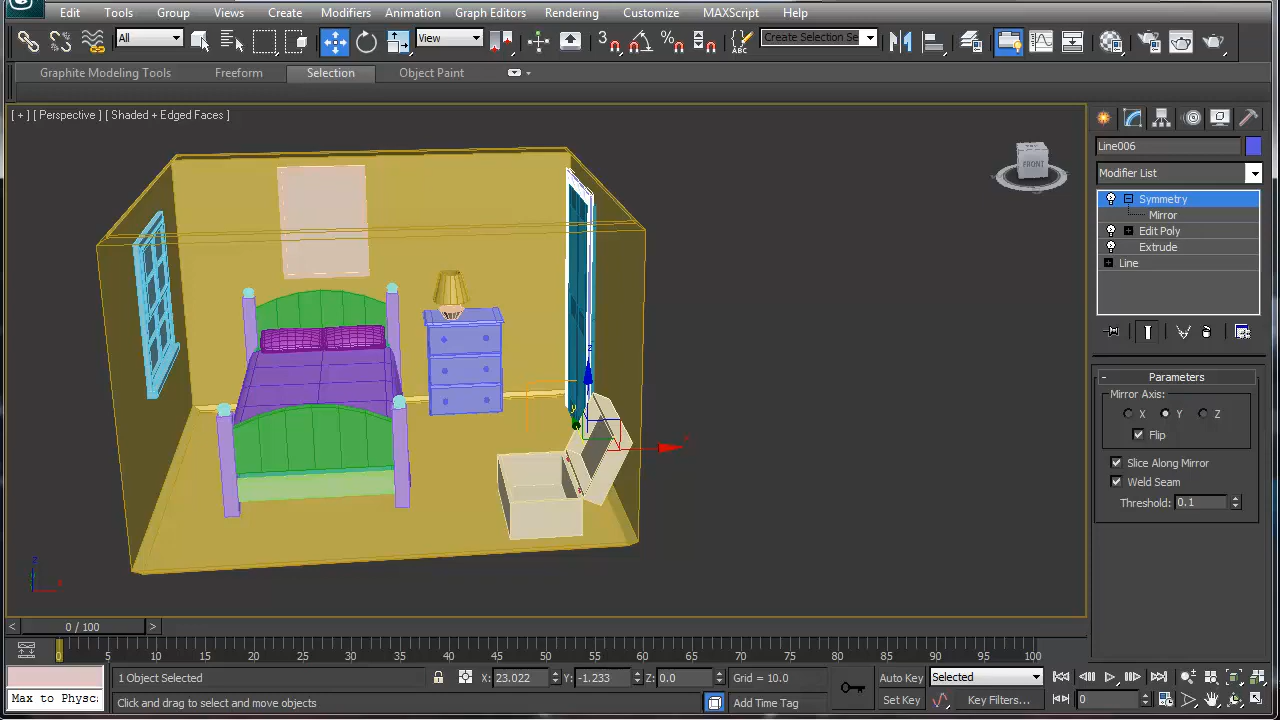 Edit Tools Group Views Create Modifiers Animation Graph Editors Rendering Customize MAXScript Help
All View 3 ABC Create Selection Se
Graphite Modeling Tools Freeform Selection Object Paint
[ + ] [ Perspective ] [ Shaded + Edged Faces ]
FRONT
Line006
Modifier List
Symmetry
Mirror
Edit Poly
Extrude
Line
Parameters
Mirror Axis:
X Y Z
Flip
Slice Along Mirror
Weld Seam
Threshold: 0.1
z
x
y
z
x
< 0 / 100 >
0 5 10 15 20 25 30 35 40 45 50 55 60 65 70 75 80 85 90 95 100
1 Object Selected X: 23.022 Y: -1.233 Z: 0.0 Grid = 10.0 Auto Key Selected
Max to Physc Click and drag to select and move objects Add Time Tag Set Key Key Filters... 0